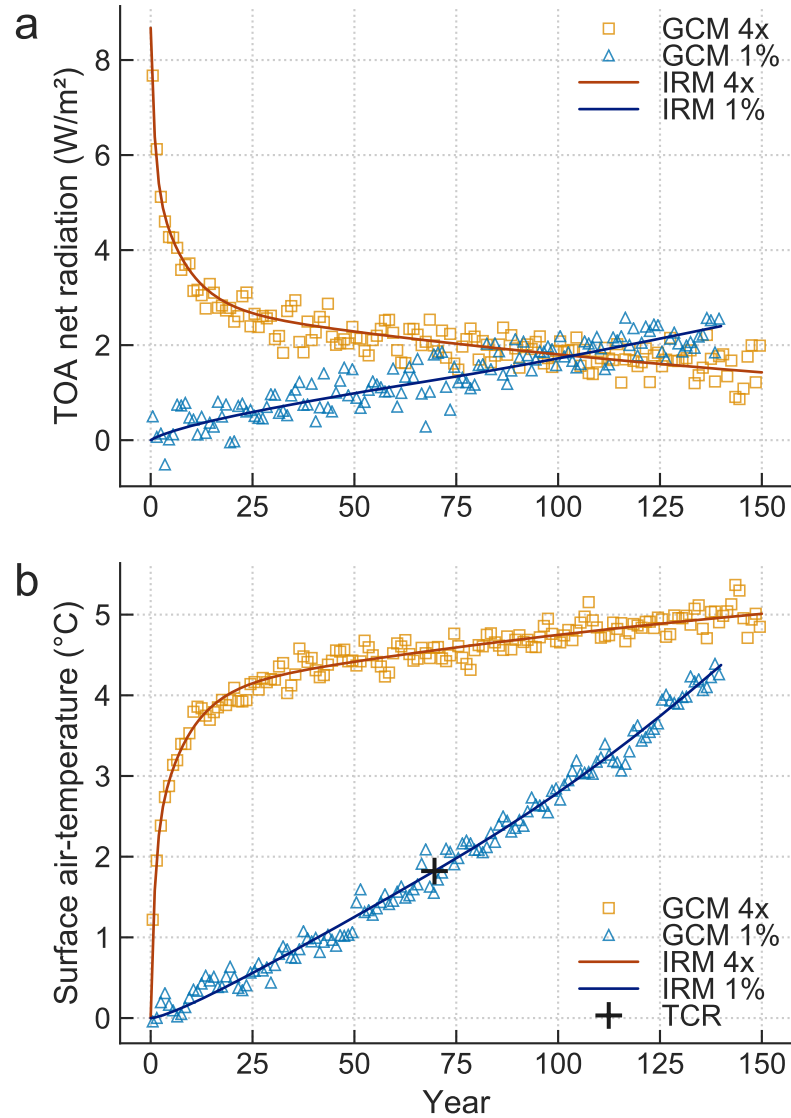 a
GCM 4x
GCM 1%
IRM 4x
IRM 1%
TOA net radiation (W/m²)
8
6
4
2
0
0 25 50 75 100 125 150
b
Surface air-temperature (°C)
5
4
3
2
1
0
GCM 4x
GCM 1%
IRM 4x
IRM 1%
TCR
0 25 50 75 100 125 150
Year